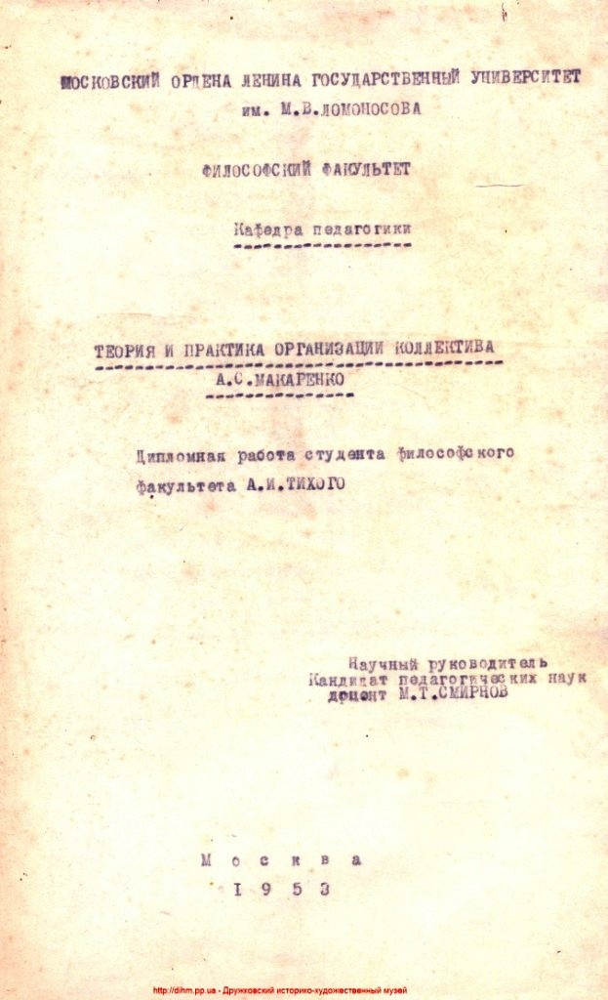 МОСКОВСКИЙ ОРДЕНА ЛЕНИНА ГОСУДАРСТВЕННЫЙ УНИВЕРСИТЕТ
им. М.В.ЛОМОНОСОВА
ФИЛОСОФСКИЙ ФАКУЛЬТЕТ
Кафедра педагогики
ТЕОРИЯ И ПРАКТИКА ОРГАНИЗАЦИИ КОЛЛЕКТИВА
А.С.МАКАРЕНКО
Дипломная работа студента философского
факультета А.И.ТИХОГО
Научный руководитель
Кандидат педагогических наук
доцент М.Т.СМИРНОВ
М о с к в а
I 9 5 3
http://dihm.pp.ua - Дружковский историко-художественный музей